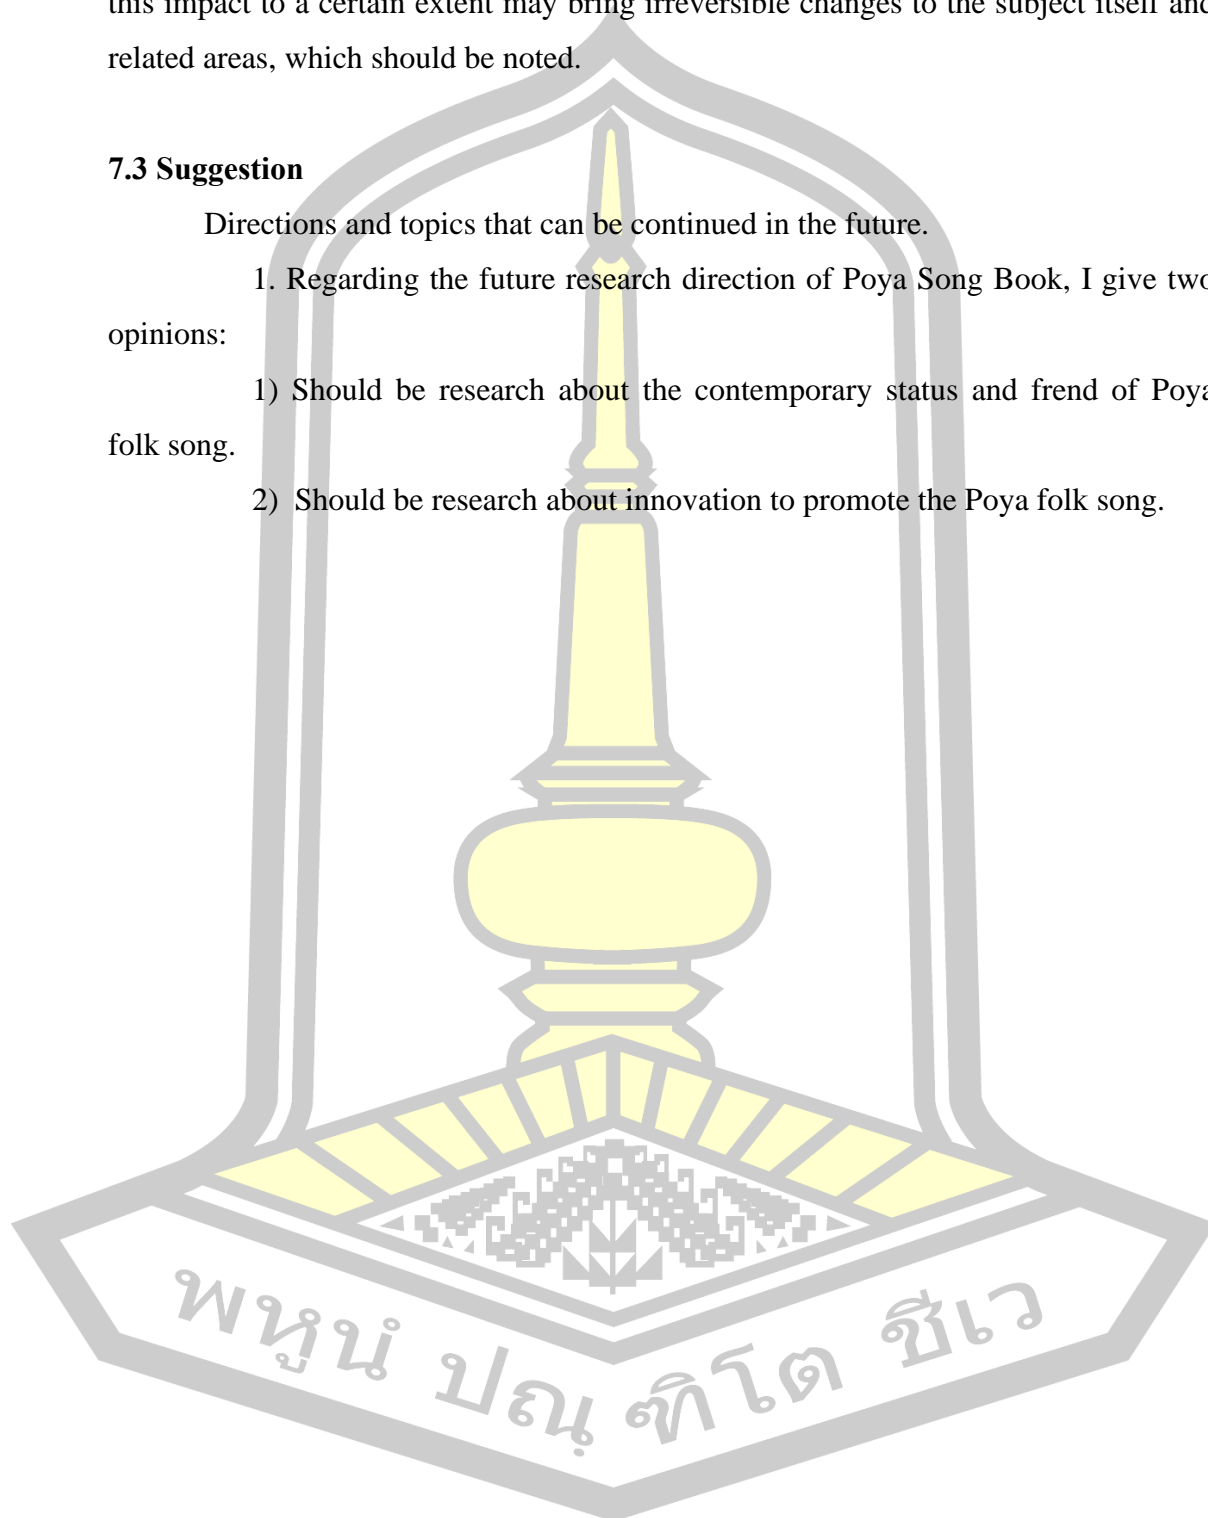 this impact to a certain extent may bring irreversible changes to the subject itself and
related areas, which should be noted.
7.3 Suggestion
Directions and topics that can be continued in the future.
1. Regarding the future research direction of Poya Song Book, I give two
opinions:
1) Should be research about the contemporary status and frend of Poya
folk song.
2) Should be research about innovation to promote the Poya folk song.
พหูนํ ปณฺ ฑิโต ชีเว